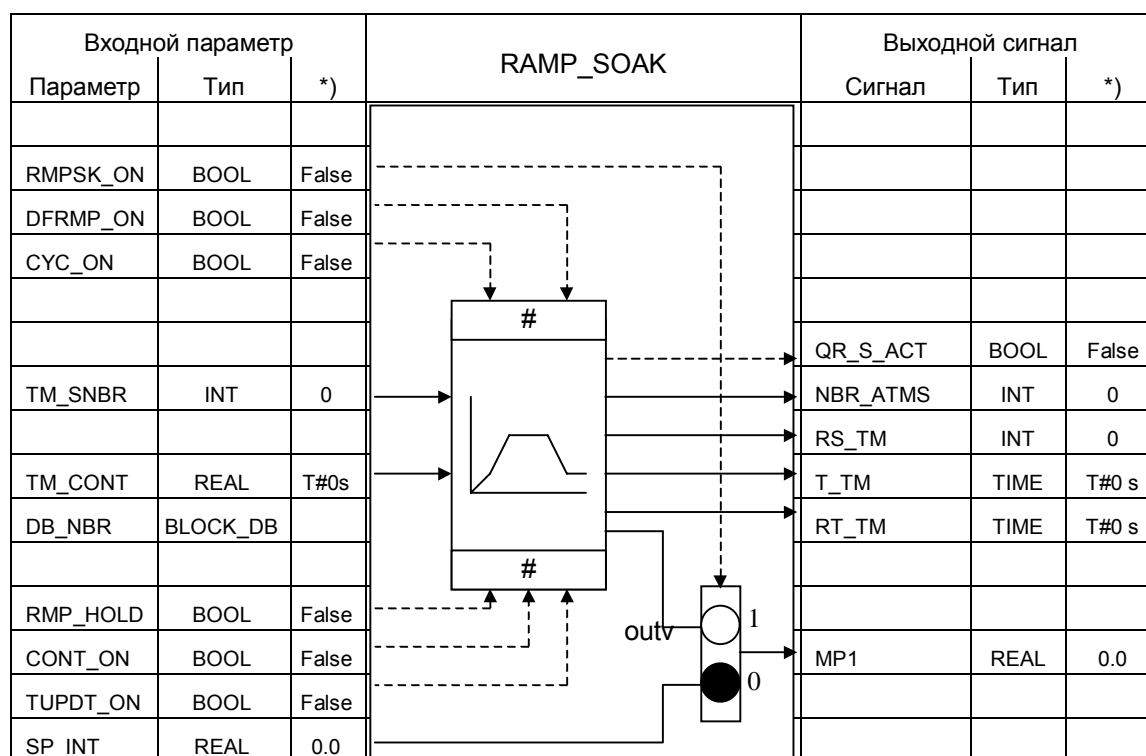 Входной параметр RAMP_SOAK Выходной сигнал
Параметр Тип *) Сигнал Тип *)
RMPSK_ON BOOL False
DFRMP_ON BOOL False
CYC_ON BOOL False
#
QR_S_ACT BOOL False
TM_SNBR INT 0 NBR_ATMS INT 0
RS_TM INT 0
TM_CONT REAL T#0s T_TM TIME T#0 s
DB_NBR BLOCK_DB RT_TM TIME T#0 s
#
RMP_HOLD BOOL False outv 1
CONT_ON BOOL False MP1 REAL 0.0
TUPDT_ON BOOL False 0
SP_INT REAL 0.0